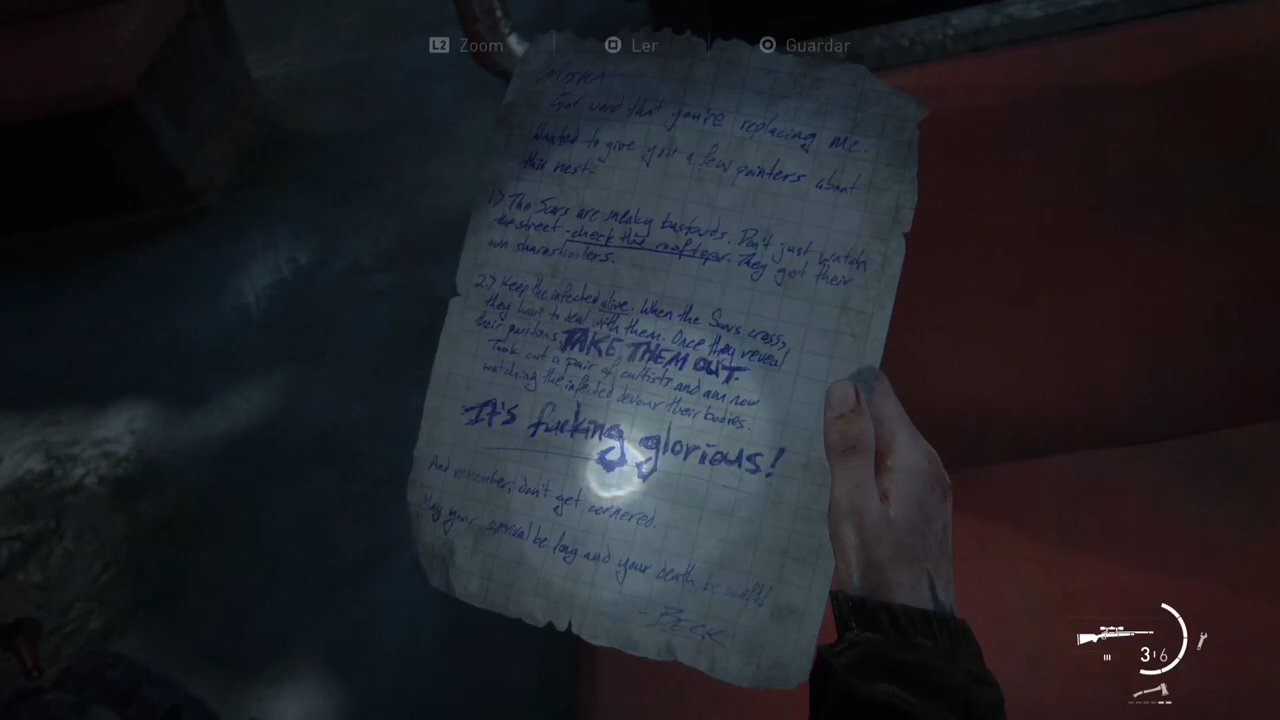 L2 Zoom
Ler
Guardar
MISHA
Got word that you're replacing me.
Wanted to give you a few pointers about
this nest:
1.) The Scars are sneaky bastards. Don't just watch
the street - check the rooftops. They got their
own sharpshooters.
2.) Keep the infected alive. When the Scars cross,
they have to deal with them. Once they reveal
their positions, TAKE THEM OUT.
Took out a pair of cultists and am now
watching the infected devour their bodies.
It's fucking glorious!
And remember, don't get cornered.
May your survival be long and your death be swift!
- BECK
3 6